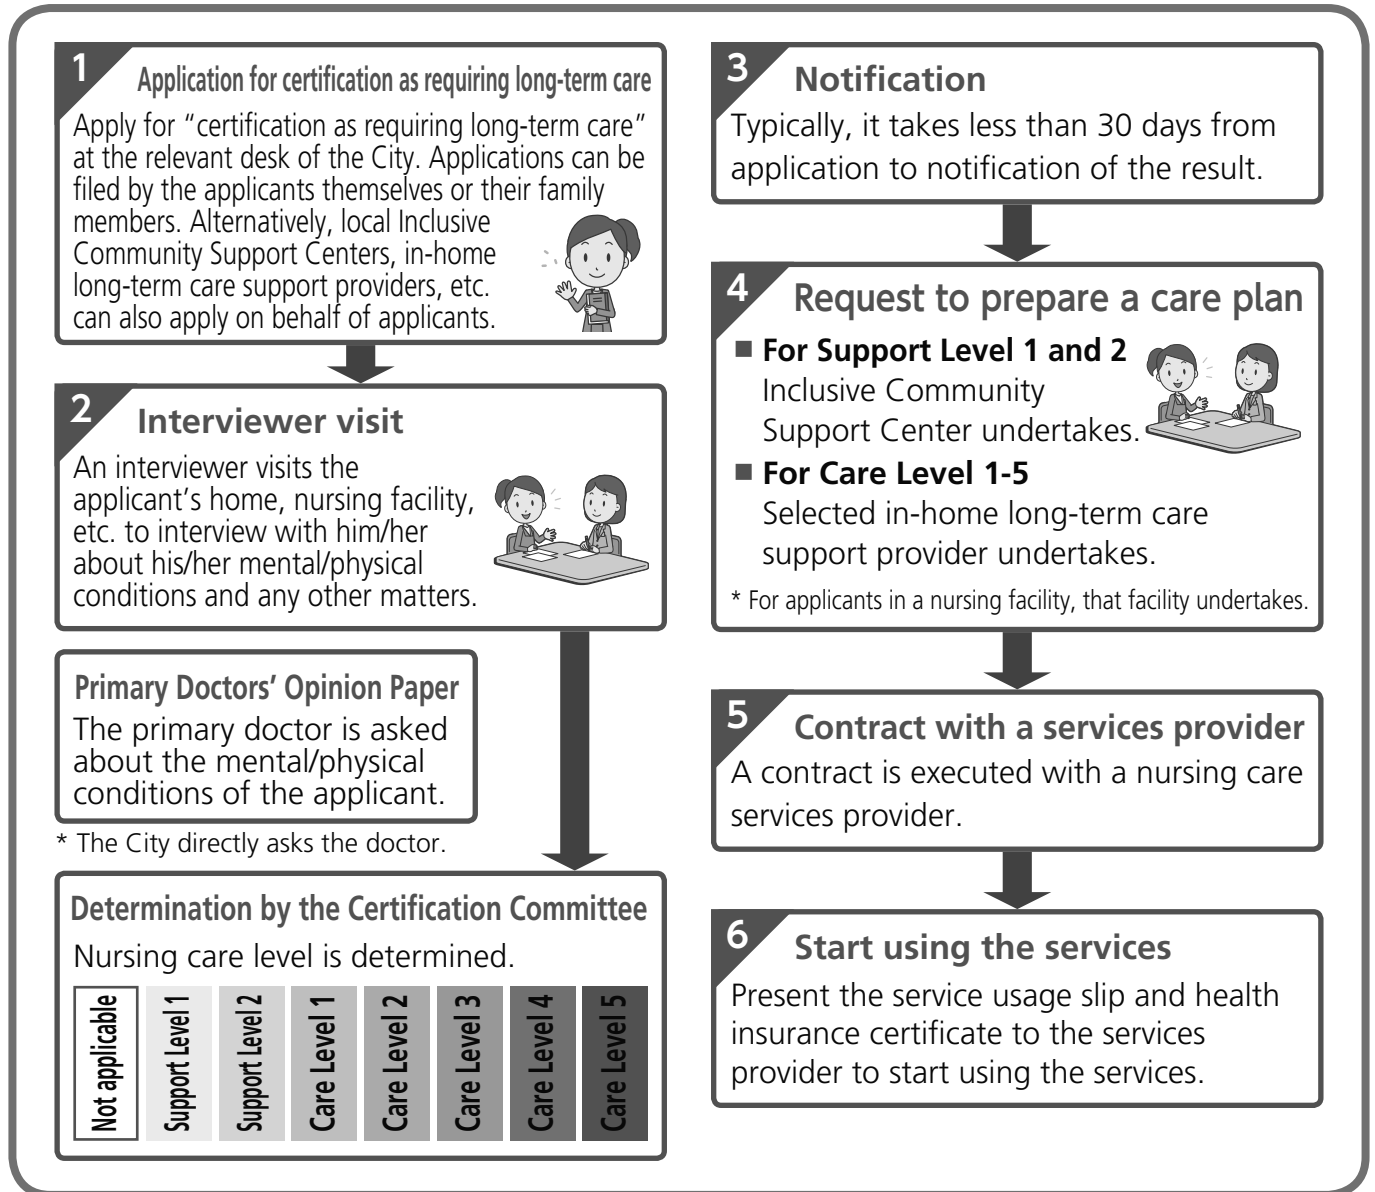 1
Application for certification as requiring long-term care
Apply for “certification as requiring long-term care”
at the relevant desk of the City. Applications can be
filed by the applicants themselves or their family
members. Alternatively, local Inclusive
Community Support Centers, in-home
long-term care support providers, etc.
can also apply on behalf of applicants.
2
Interviewer visit
An interviewer visits the
applicant’s home, nursing facility,
etc. to interview with him/her
about his/her mental/physical
conditions and any other matters.
Primary Doctors’ Opinion Paper
The primary doctor is asked
about the mental/physical
conditions of the applicant.
* The City directly asks the doctor.
Determination by the Certification Committee
Nursing care level is determined.
Not applicable
Support Level 1
Support Level 2
Care Level 1
Care Level 2
Care Level 3
Care Level 4
Care Level 5
3
Notification
Typically, it takes less than 30 days from
application to notification of the result.
4
Request to prepare a care plan
■ For Support Level 1 and 2
Inclusive Community
Support Center undertakes.
■ For Care Level 1-5
Selected in-home long-term care
support provider undertakes.
* For applicants in a nursing facility, that facility undertakes.
5
Contract with a services provider
A contract is executed with a nursing care
services provider.
6
Start using the services
Present the service usage slip and health
insurance certificate to the services
provider to start using the services.